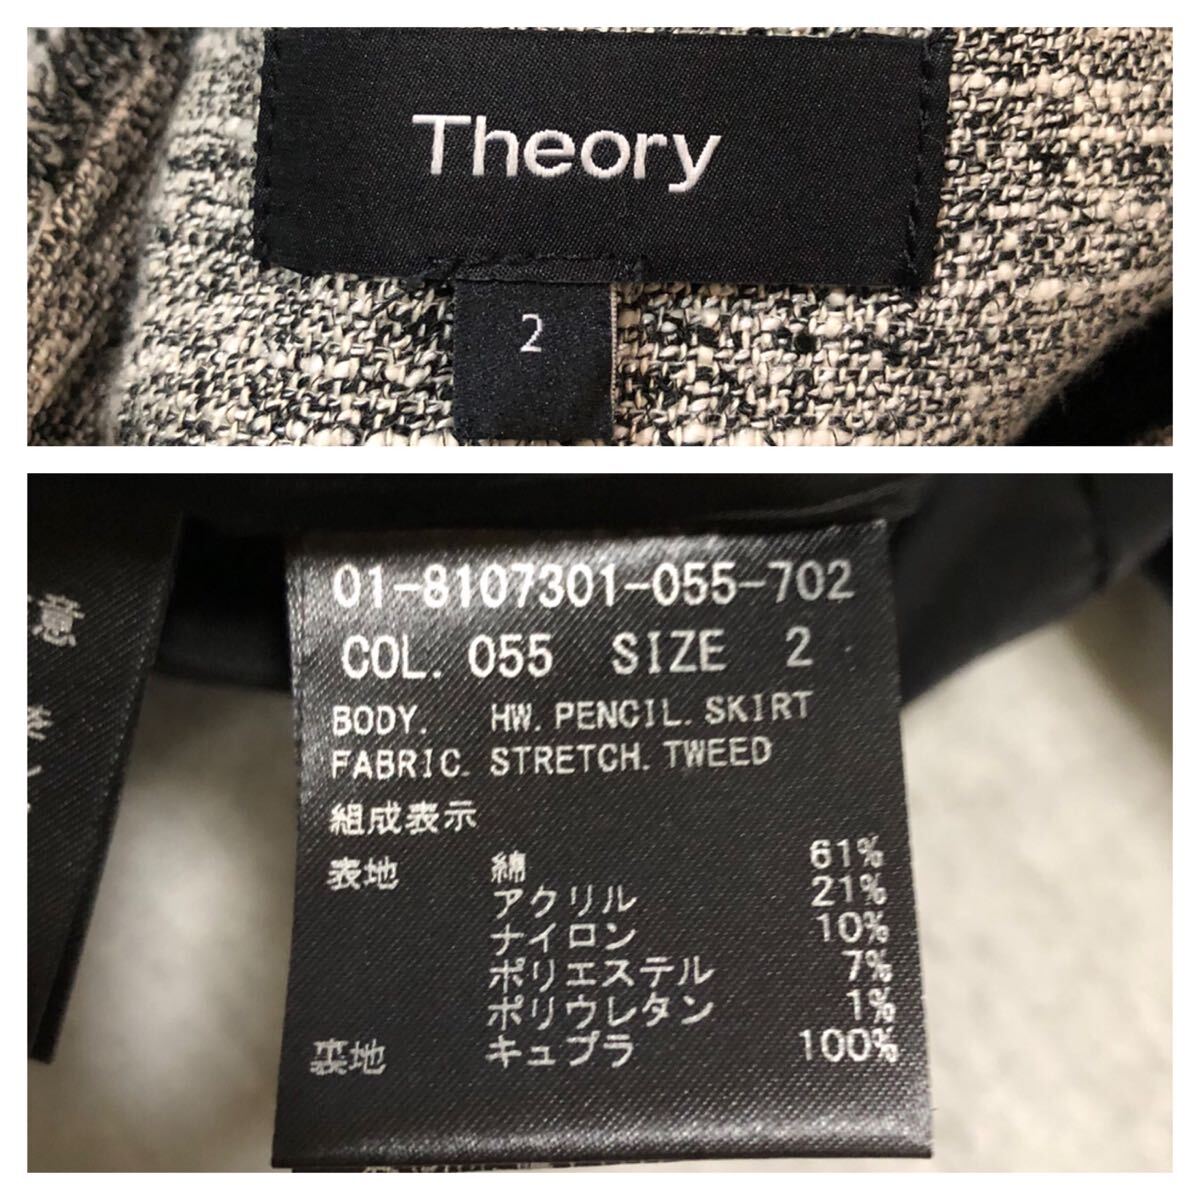 Theory
2
意
を
01-8107301-055-702
COL. 055 SIZE 2
BODY. HW. PENCIL. SKIRT
FABRIC. STRETCH. TWEED
組成表示
表地 綿 61%
アクリル 21%
ナイロン 10%
ポリエステル 7%
ポリウレタン 1%
裏地 キュプラ 100%